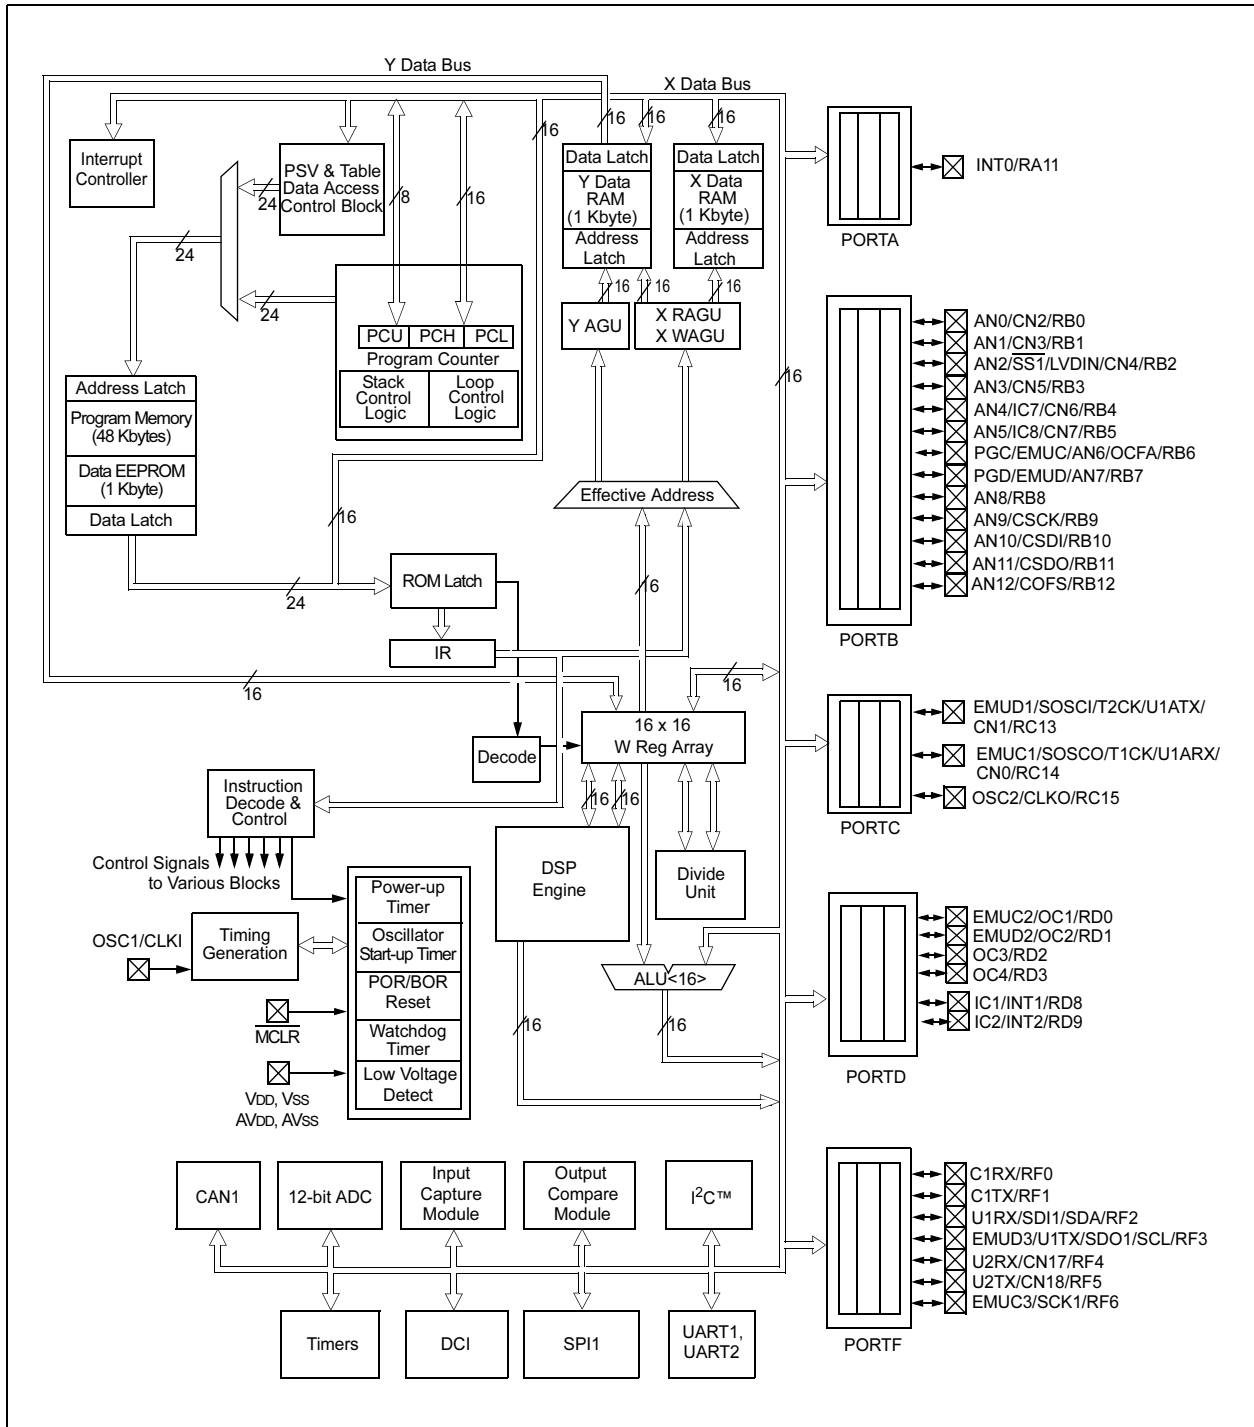 Y Data Bus
X Data Bus
16
16
16
16
Interrupt
Controller
PSV & Table
Data Access
Control Block
24
8
16
24
24
Data Latch
Y Data
RAM
(1 Kbyte)
Address
Latch
Data Latch
X Data
RAM
(1 Kbyte)
Address
Latch
16
16
16
Y AGU
X RAGU
X WAGU
PCU
PCH
PCL
Program Counter
Stack
Control
Logic
Loop
Control
Logic
16
Address Latch
Program Memory
(48 Kbytes)
Data EEPROM
(1 Kbyte)
Data Latch
Effective Address
16
24
ROM Latch
16
IR
16
16
16 x 16
W Reg Array
Decode
Instruction
Decode &
Control
16
16
Control Signals
to Various Blocks
DSP
Engine
Divide
Unit
Power-up
Timer
Oscillator
Start-up Timer
POR/BOR
Reset
Watchdog
Timer
Low Voltage
Detect
OSC1/CLKI
Timing
Generation
MCLR
VDD, VSS
AVDD, AVSS
ALU<16>
16
16
CAN1
12-bit ADC
Input
Capture
Module
Output
Compare
Module
I2C™
Timers
DCI
SPI1
UART1,
UART2
INT0/RA11
PORTA
AN0/CN2/RB0
AN1/CN3/RB1
AN2/SS1/LVDIN/CN4/RB2
AN3/CN5/RB3
AN4/IC7/CN6/RB4
AN5/IC8/CN7/RB5
PGC/EMUC/AN6/OCFA/RB6
PGD/EMUD/AN7/RB7
AN8/RB8
AN9/CSCK/RB9
AN10/CSDI/RB10
AN11/CSDO/RB11
AN12/COFS/RB12
PORTB
EMUD1/SOSCI/T2CK/U1ATX/
CN1/RC13
EMUC1/SOSCO/T1CK/U1ARX/
CN0/RC14
OSC2/CLKO/RC15
PORTC
EMUC2/OC1/RD0
EMUD2/OC2/RD1
OC3/RD2
OC4/RD3
IC1/INT1/RD8
IC2/INT2/RD9
PORTD
C1RX/RF0
C1TX/RF1
U1RX/SDI1/SDA/RF2
EMUD3/U1TX/SDO1/SCL/RF3
U2RX/CN17/RF4
U2TX/CN18/RF5
EMUC3/SCK1/RF6
PORTF